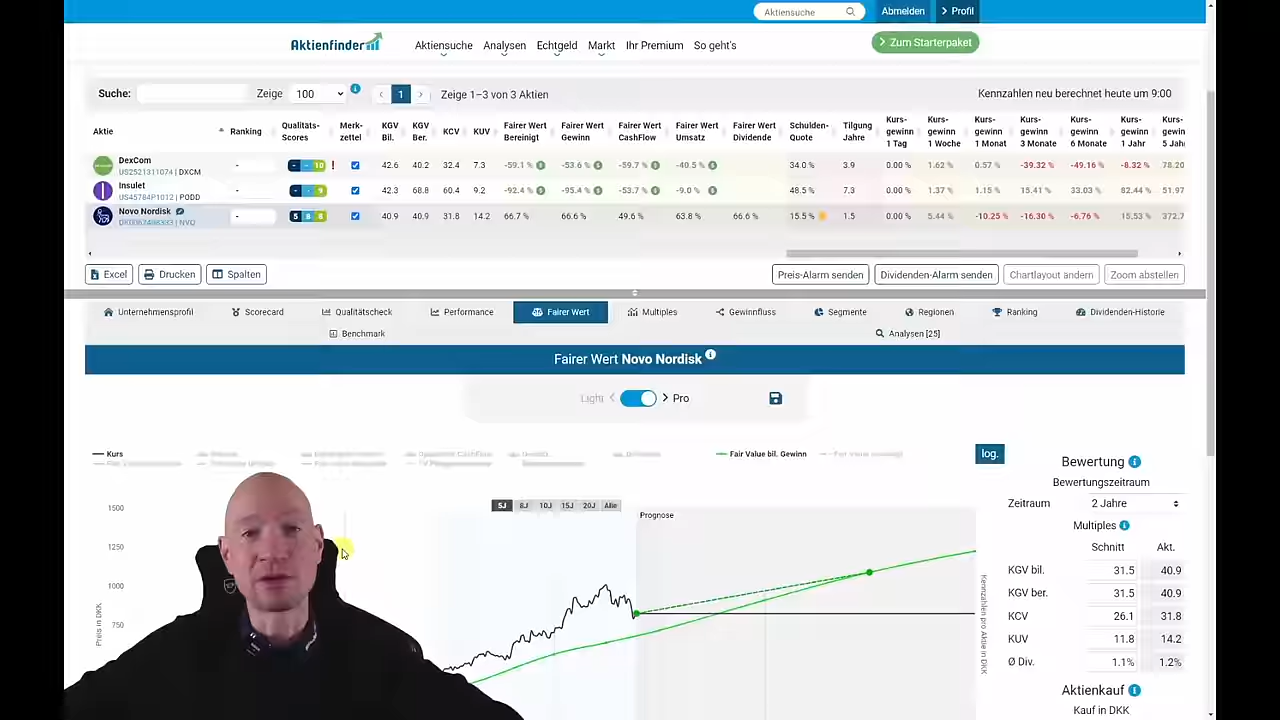 Aktiensuche
Abmelden
Profil
Aktienfinder
Aktiensuche Analysen Echtgeld Markt Ihr Premium So geht's
Zum Starterpaket
Suche: Zeige 100 1 Zeige 1–3 von 3 Aktien Kennzahlen neu berechnet heute um 9:00
Aktie Ranking Qualitäts-Scores Merk-zettel KGV Bil. KGV Ber. KCV KUV Fairer Wert Bereinigt Fairer Wert Gewinn Fairer Wert CashFlow Fairer Wert Umsatz Fairer Wert Dividende Schulden-Quote Tilgung Jahre Kurs-gewinn 1 Tag Kurs-gewinn 1 Woche Kurs-gewinn 1 Monat Kurs-gewinn 3 Monate Kurs-gewinn 6 Monate Kurs-gewinn 1 Jahr Kurs-gewinn 5 Jah
DexCom - - - 10 ! 42.6 40.2 32.4 7.3 -59.1 % -53.6 % -59.7 % -40.5 % 34.0 % 3.9 0.00 % 1.62 % 0.57 % -39.32 % -49.16 % -8.32 % 78.20
US2521311074 | DXCM
Insulet - - - 9 42.3 68.8 60.4 9.2 -92.4 % -95.4 % -53.7 % -9.0 % 48.5 % 7.3 0.00 % 1.37 % 1.15 % 15.41 % 33.03 % 82.44 % 51.97
US45784P1012 | PODD
Novo Nordisk - 5 8 8 40.9 40.9 31.8 14.2 66.7 % 66.6 % 49.6 % 63.8 % 66.6 % 15.5 % 1.5 0.00 % 5.44 % -10.25 % -16.30 % -6.76 % 15.53 % 372.7
Excel Drucken Spalten Preis-Alarm senden Dividenden-Alarm senden Chartlayout ändern Zoom abstellen
Unternehmensprofil Scorecard Qualitätscheck Performance Fairer Wert Multiples Gewinnfluss Segmente Regionen Ranking Dividenden-Historie
Benchmark Analysen [25]
Fairer Wert Novo Nordisk
Light Pro
Kurs Fair Value bil. Gewinn
log.
Bewertung
Bewertungszeitraum
Zeitraum 2 Jahre
Multiples
Schnitt Akt.
KGV bil. 31.5 40.9
KGV ber. 31.5 40.9
KCV 26.1 31.8
KUV 11.8 14.2
Ø Div. 1.1% 1.2%
Aktienkauf
Kauf in DKK
5J 8J 10J 15J 20J Alle
Prognose
1500
1250
1000
750
Preis in DKK
Kennzahlen pro Aktie in DKK